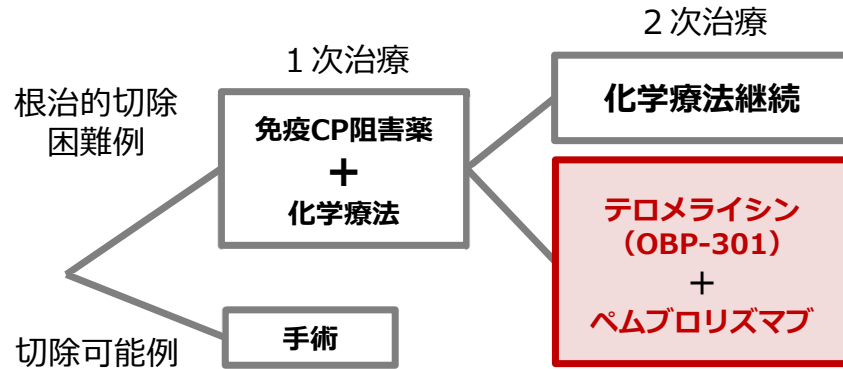 2次治療
1次治療
根治的切除
困難例
免疫CP阻害薬
+
化学療法
化学療法継続
テロメライシン
（OBP-301）
+
ペムブロリズマブ
切除可能例
手術